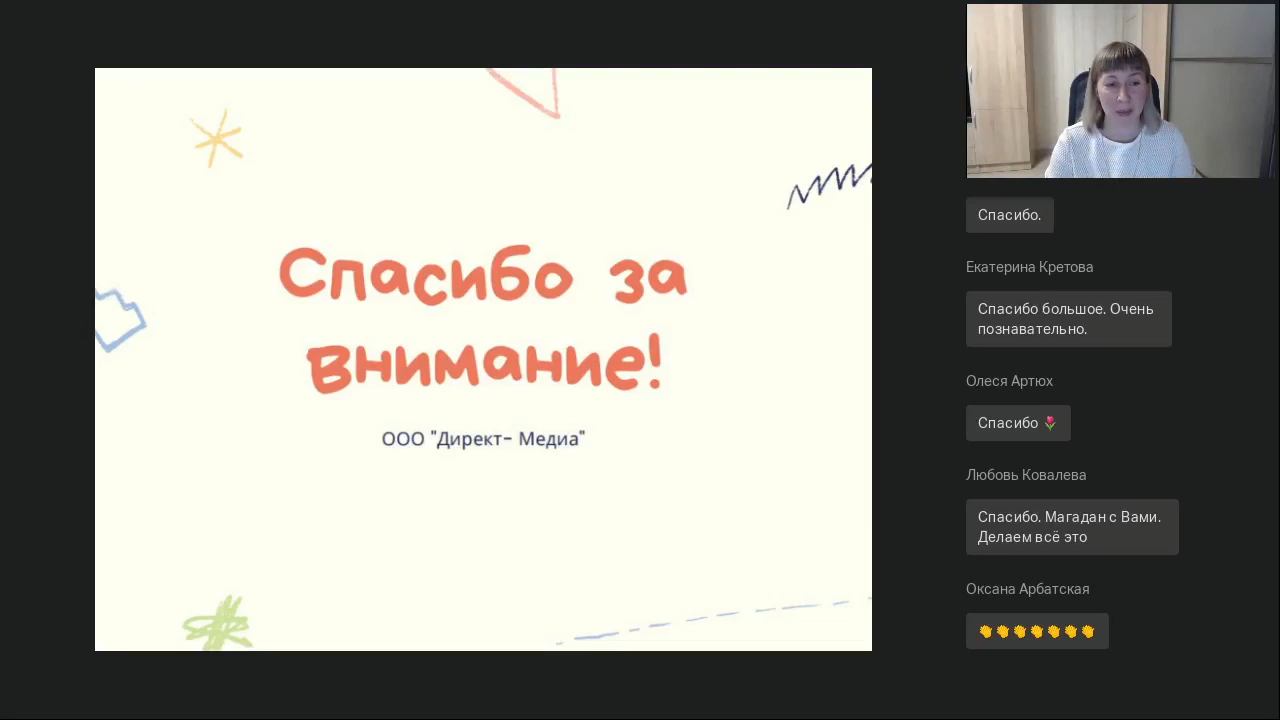 Спасибо за
внимание!
ООО "Директ- Медиа"
Спасибо.
Екатерина Кретова
Спасибо большое. Очень
познавательно.
Олеся Артюх
Спасибо 🌷
Любовь Ковалева
Спасибо. Магадан с Вами.
Делаем всё это
Оксана Арбатская
👏👏👏👏👏👏👏